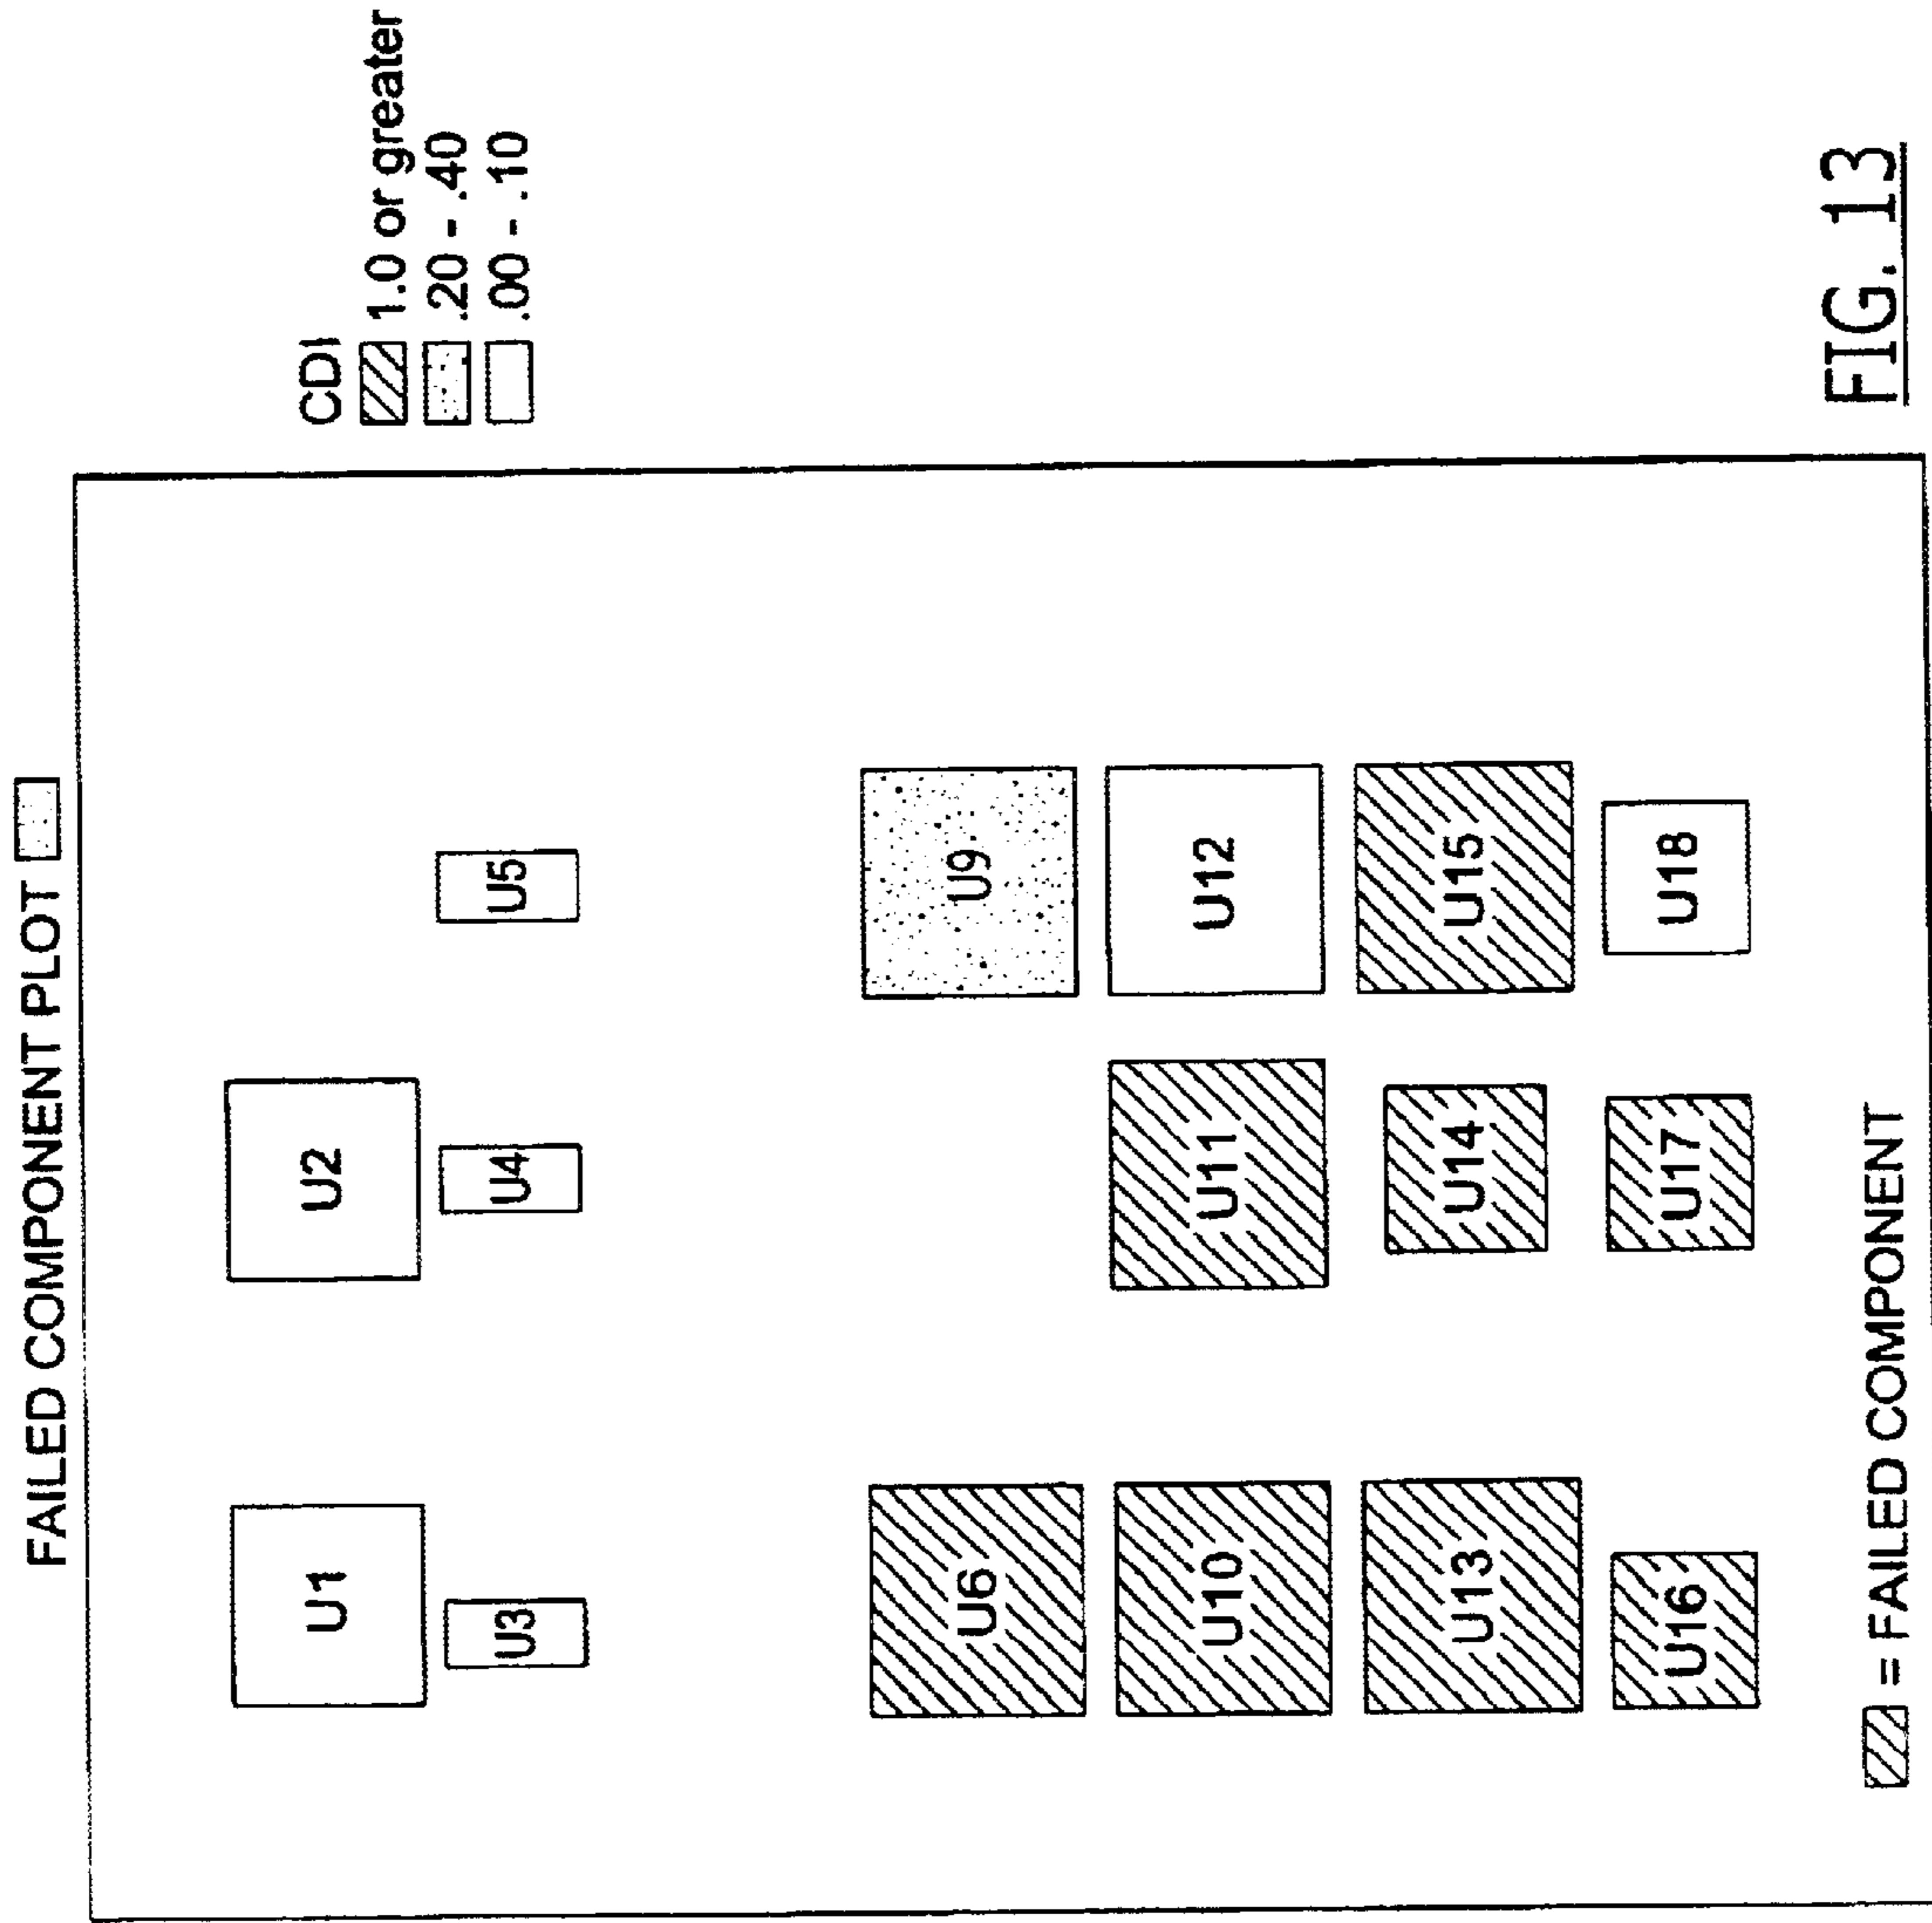 FAILED COMPONENT PLOT
CDI
1.0 or greater
.20 - .40
.00 - .10
U1
U2
U3
U4
U5
U6
U9
U10
U11
U12
U13
U14
U15
U16
U17
U18
= FAILED COMPONENT
FIG. 13